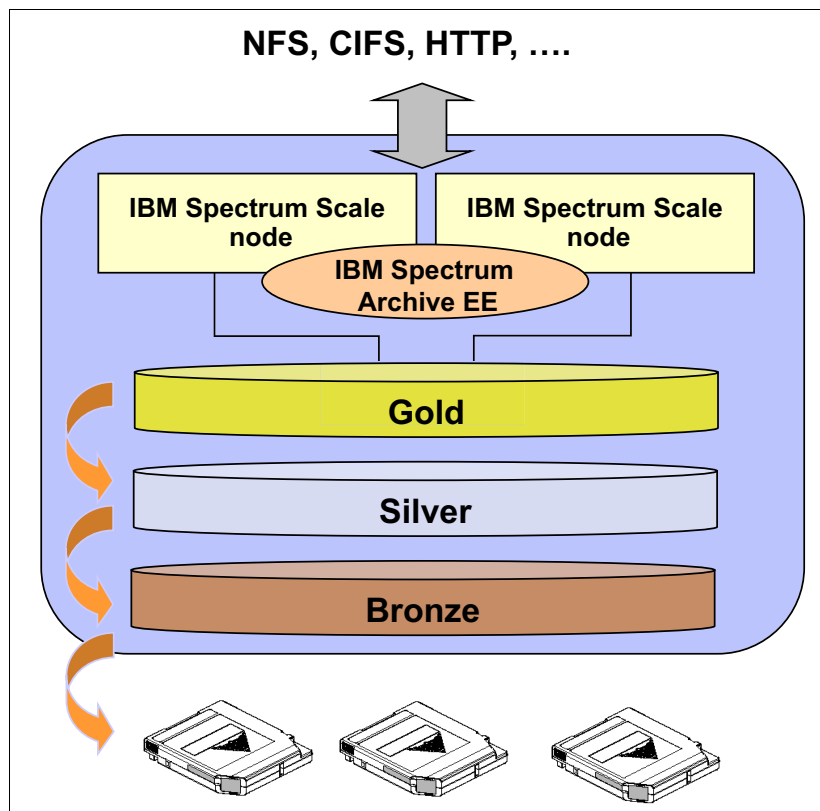 NFS, CIFS, HTTP, ....
IBM Spectrum Scale
node
IBM Spectrum Scale
node
IBM Spectrum
Archive EE
Gold
Silver
Bronze